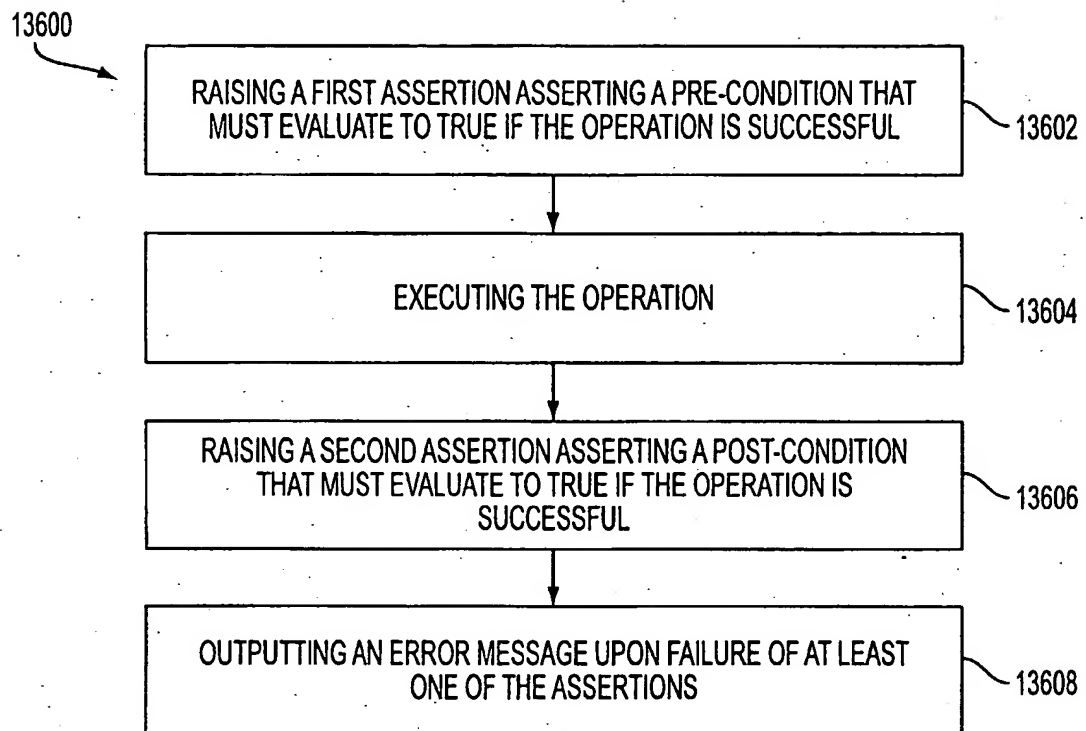 13600
RAISING A FIRST ASSERTION ASSERTING A PRE-CONDITION THAT
MUST EVALUATE TO TRUE IF THE OPERATION IS SUCCESSFUL
13602
EXECUTING THE OPERATION
13604
RAISING A SECOND ASSERTION ASSERTING A POST-CONDITION
THAT MUST EVALUATE TO TRUE IF THE OPERATION IS
SUCCESSFUL
13606
OUTPUTTING AN ERROR MESSAGE UPON FAILURE OF AT LEAST
ONE OF THE ASSERTIONS
13608